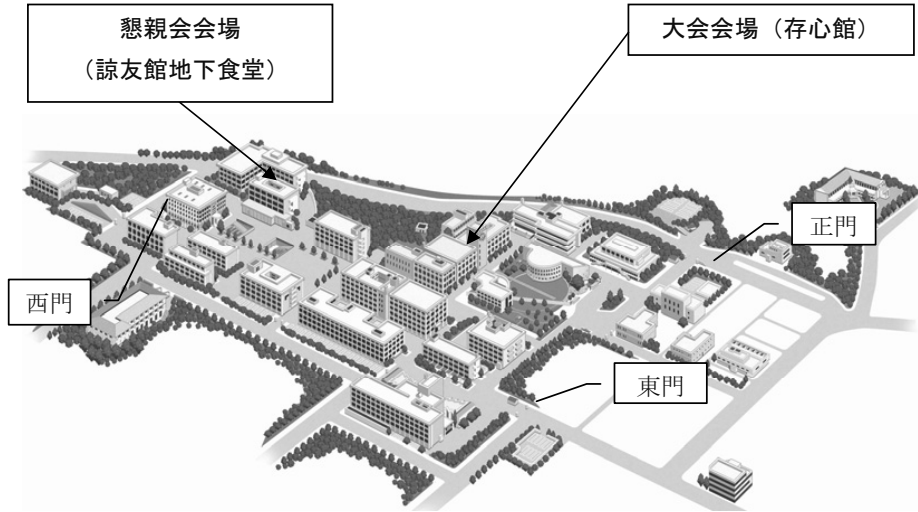 懇親会会場
（諒友館地下食堂）
大会会場（存心館）
正門
西門
東門